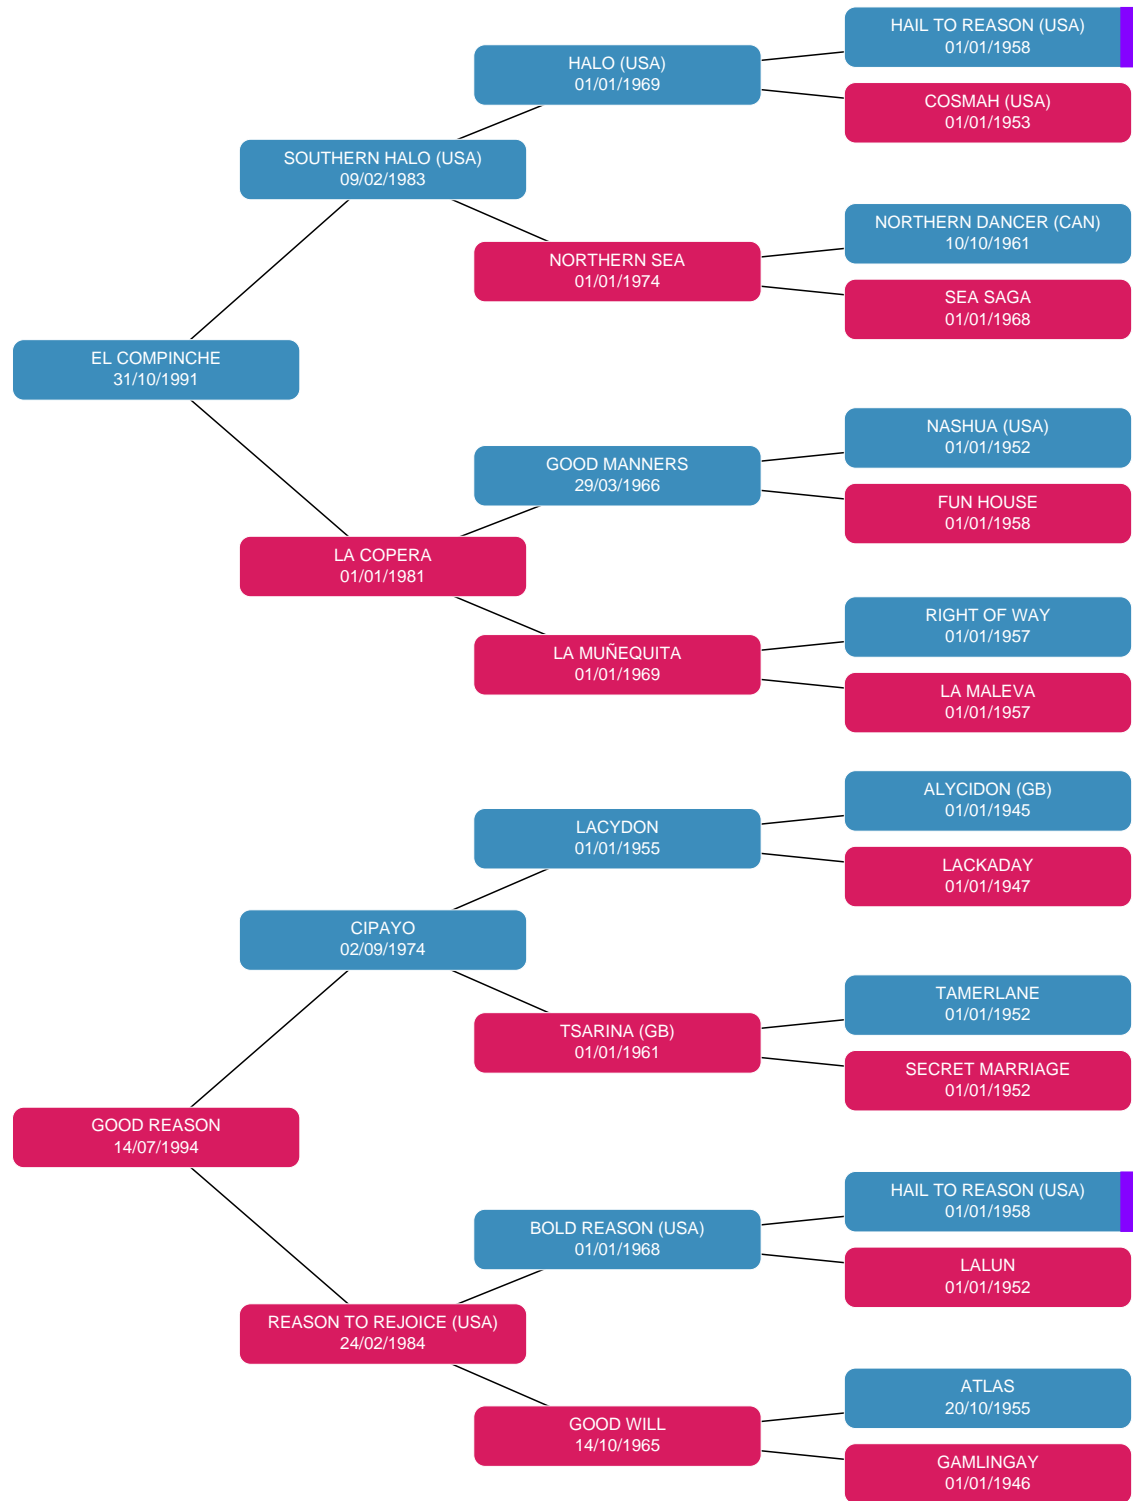 HAIL TO REASON (USA)
01/01/1958
HALO (USA)
01/01/1969
COSMAH (USA)
01/01/1953
SOUTHERN HALO (USA)
09/02/1983
NORTHERN DANCER (CAN)
10/10/1961
NORTHERN SEA
01/01/1974
SEA SAGA
01/01/1968
EL COMPINCHE
31/10/1991
NASHUA (USA)
01/01/1952
GOOD MANNERS
29/03/1966
FUN HOUSE
01/01/1958
LA COPERA
01/01/1981
RIGHT OF WAY
01/01/1957
LA MUÑEQUITA
01/01/1969
LA MALEVA
01/01/1957
ALYCIDON (GB)
01/01/1945
LACYDON
01/01/1955
LACKADAY
01/01/1947
CIPAYO
02/09/1974
TAMERLANE
01/01/1952
TSARINA (GB)
01/01/1961
SECRET MARRIAGE
01/01/1952
GOOD REASON
14/07/1994
HAIL TO REASON (USA)
01/01/1958
BOLD REASON (USA)
01/01/1968
LALUN
01/01/1952
REASON TO REJOICE (USA)
24/02/1984
ATLAS
20/10/1955
GOOD WILL
14/10/1965
GAMLINGAY
01/01/1946